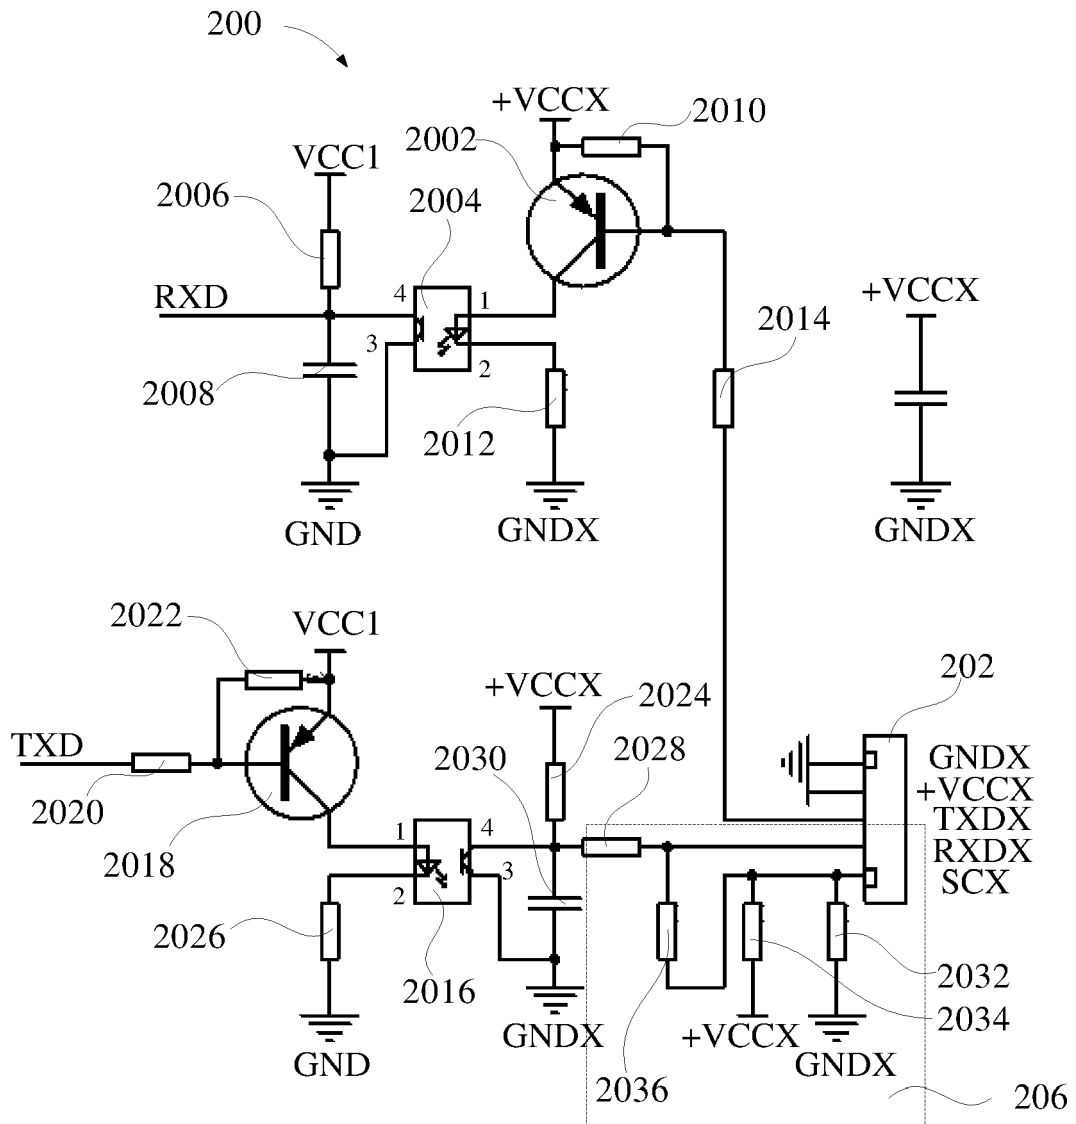 200
+VCCX
2010
2002
VCC1
2006
2004
RXD
4
1
+VCCX
2014
3
2
2008
2012
GND
GNDX
GNDX
2022
VCC1
202
+VCCX
2024
TXD
2028
GNDX
2030
+VCCX
2020
TXDX
1
4
RXDX
2018
3
SCX
2
2026
2016
2032
2034
GNDX
+VCCX
GND
GNDX
2036
206